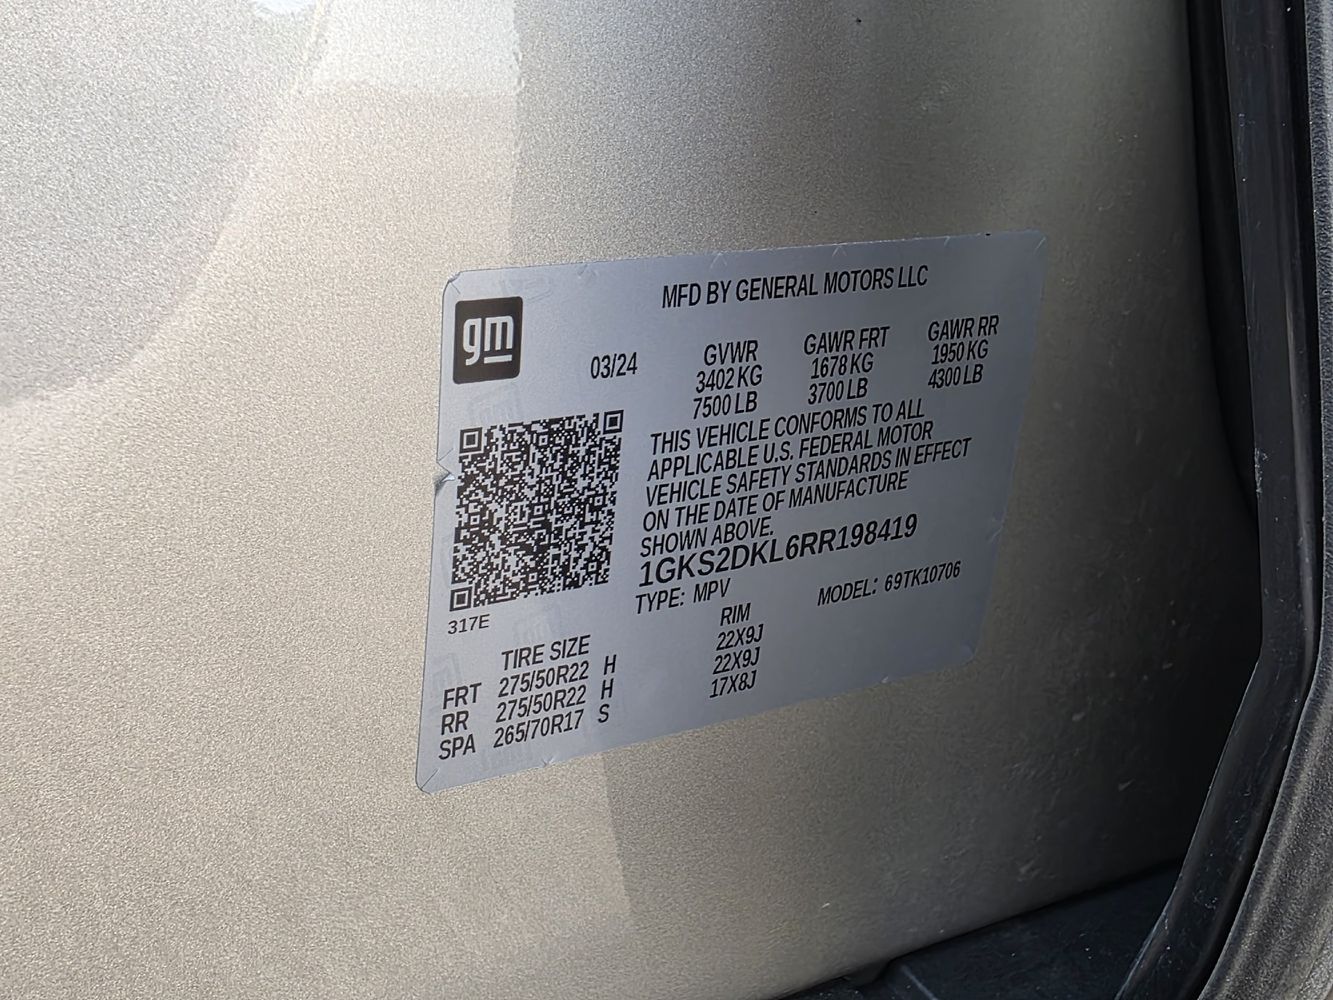 MFD BY GENERAL MOTORS LLC
gm
03/24
GVWR GAWR FRT GAWR RR
3402 KG 1678 KG 1950 KG
7500 LB 3700 LB 4300 LB
THIS VEHICLE CONFORMS TO ALL
APPLICABLE U.S. FEDERAL MOTOR
VEHICLE SAFETY STANDARDS IN EFFECT
ON THE DATE OF MANUFACTURE
SHOWN ABOVE.
1GKS2DKL6RR198419
TYPE: MPV MODEL: 69TK10706
317E
TIRE SIZE RIM
FRT 275/50R22 H 22X9J
RR 275/50R22 H 22X9J
SPA 265/70R17 S 17X8J